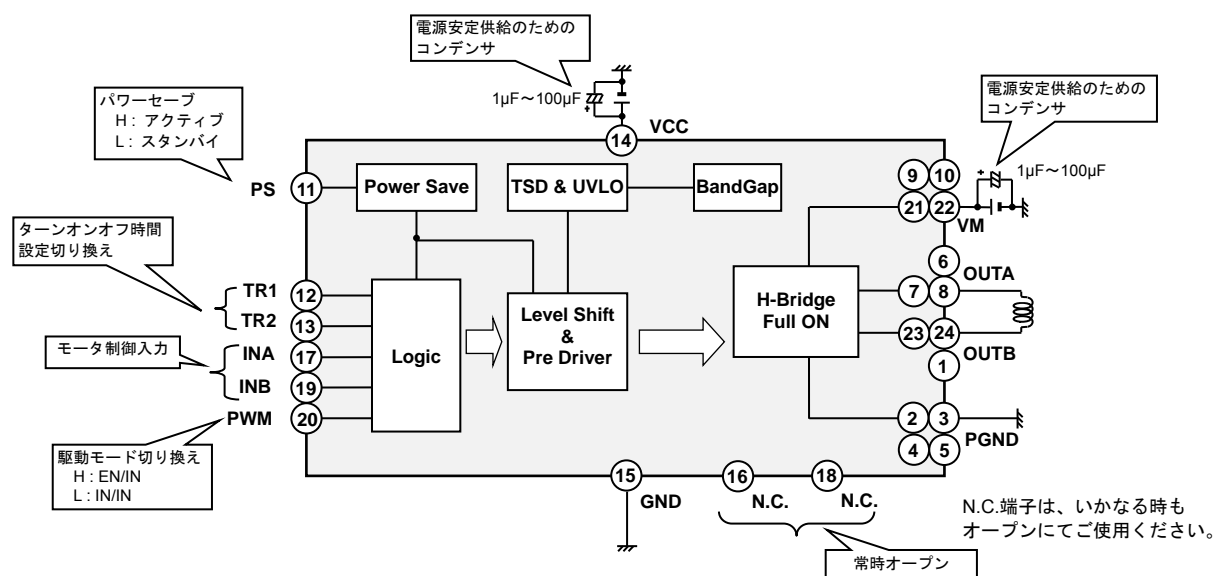 電源安定供給のための
コンデンサ
1μF～100μF
パワーセーブ
H : アクティブ
L : スタンバイ
電源安定供給のための
コンデンサ
1μF～100μF
14
VCC
9
10
PS
11
Power Save
TSD & UVLO
BandGap
21
22
VM
ターンオンオフ時間
設定切り換え
6
OUTA
TR1
12
7
8
TR2
13
Logic
Level Shift
&
Pre Driver
H-Bridge
Full ON
23
24
OUTB
モータ制御入力
INA
17
1
INB
19
PWM
20
2
3
PGND
4
5
駆動モード切り換え
H : EN/IN
L : IN/IN
15
GND
16
N.C.
18
N.C.
N.C.端子は、いかなる時も
オープンにてご使用ください。
常時オープン